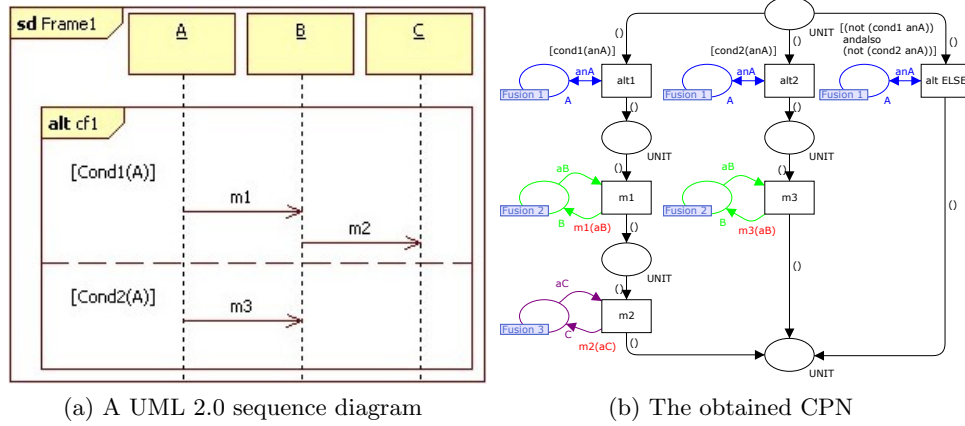 sd Frame1
A
B
C
alt cf1
[Cond1(A)]
m1
m2
[Cond2(A)]
m3
(a) A UML 2.0 sequence diagram
UNIT
()
()
()
[cond1(anA)]
[cond2(anA)]
[(not (cond1 anA))
andalso
(not (cond2 anA))]
anA
alt1
anA
alt2
anA
alt ELSE
Fusion 1
A
Fusion 1
A
Fusion 1
A
()
()
UNIT
UNIT
()
()
aB
m1
aB
m3
Fusion 2
B
m1(aB)
Fusion 2
B
m3(aB)
()
()
()
UNIT
()
aC
m2
Fusion 3
C
m2(aC)
()
UNIT
(b) The obtained CPN